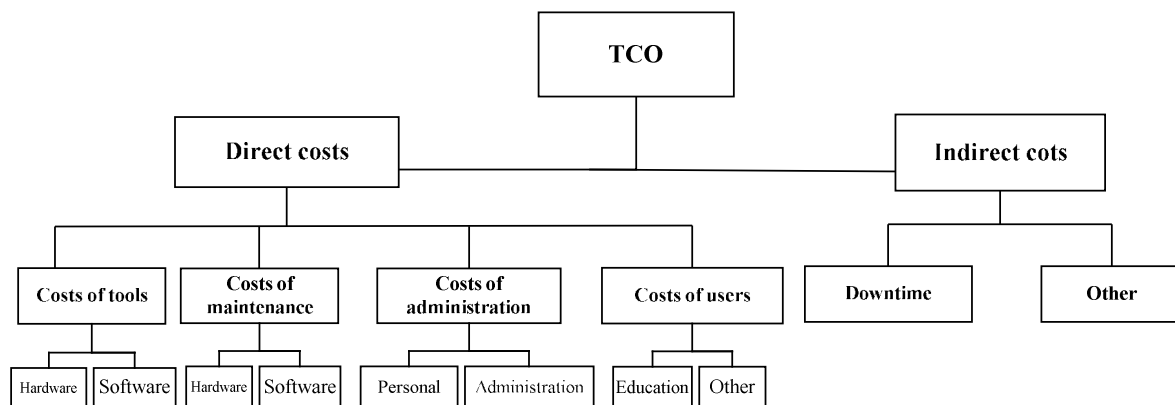 TCO
Direct costs
Indirect cots
Costs of tools
Costs of
maintenance
Costs of
administration
Costs of users
Downtime
Other
Hardware
Software
Hardware
Software
Personal
Administration
Education
Other